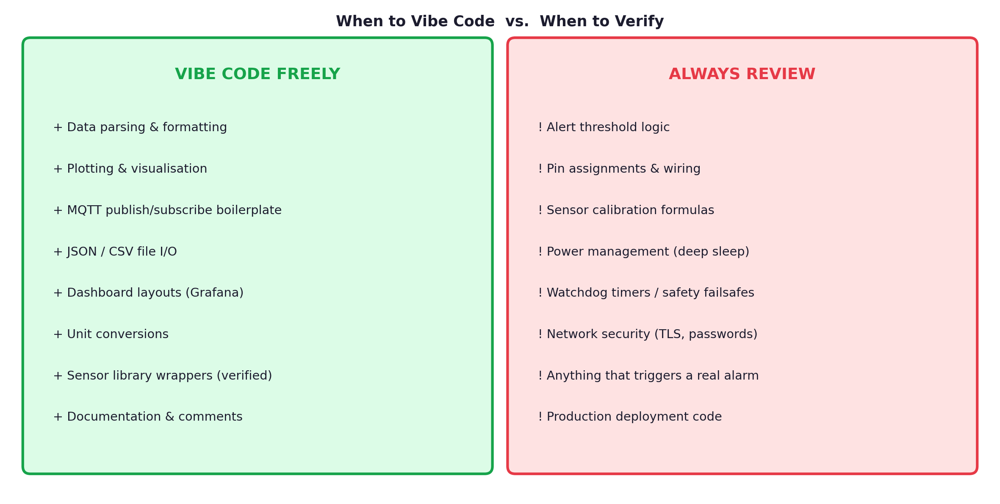 When to Vibe Code vs. When to Verify
VIBE CODE FREELY
+ Data parsing & formatting
+ Plotting & visualisation
+ MQTT publish/subscribe boilerplate
+ JSON / CSV file I/O
+ Dashboard layouts (Grafana)
+ Unit conversions
+ Sensor library wrappers (verified)
+ Documentation & comments
ALWAYS REVIEW
! Alert threshold logic
! Pin assignments & wiring
! Sensor calibration formulas
! Power management (deep sleep)
! Watchdog timers / safety failsafes
! Network security (TLS, passwords)
! Anything that triggers a real alarm
! Production deployment code